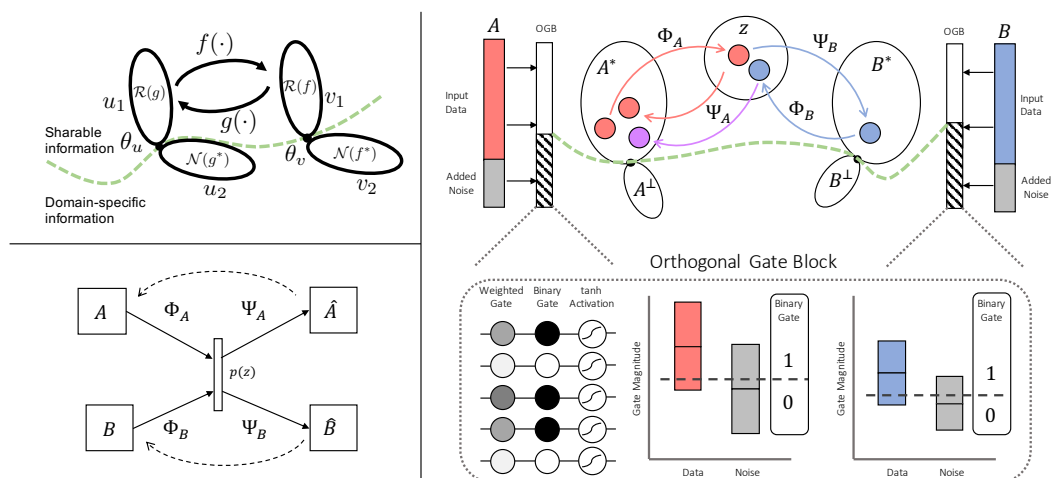 f(·)
R(g)
R(f)
u₁
v₁
g(·)
Sharable
information
θᵤ
θᵥ
N(g*)
N(f*)
u₂
v₂
Domain-specific
information
A
Φ_A
Ψ_A
Â
p(z)
B
Φ_B
Ψ_B
B̂
A
OGB
z
OGB
B
Φ_A
Ψ_B
A*
B*
Input
Data
Ψ_A
Φ_B
Input
Data
Added
Noise
A⊥
B⊥
Added
Noise
Orthogonal Gate Block
Weighted
Gate
Binary
Gate
tanh
Activation
Gate Magnitude
Binary
Gate
1
0
Data
Noise
Gate Magnitude
Binary
Gate
1
0
Data
Noise